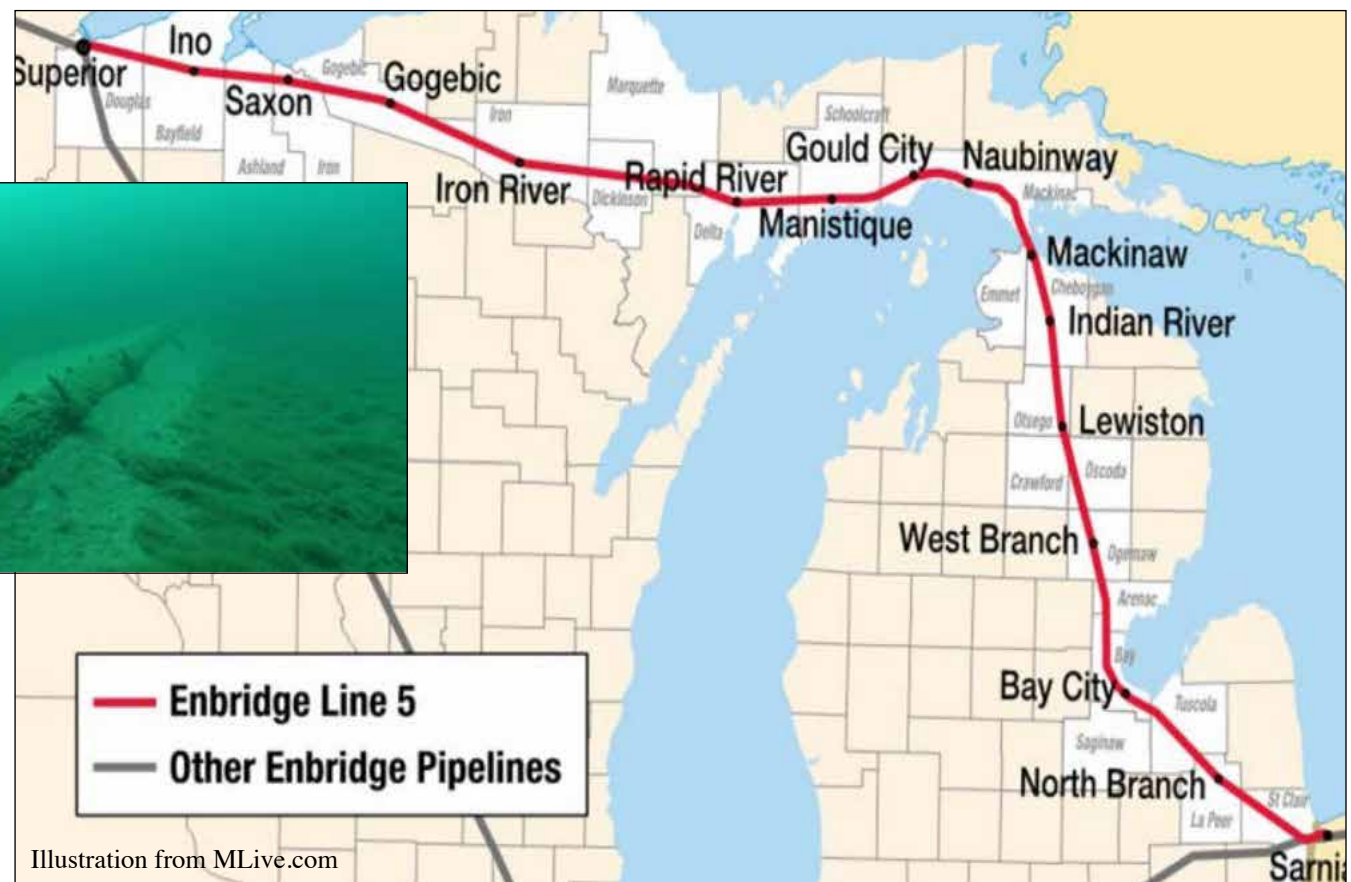 Ino
Superior
Gogebic
Gogebic
Saxon
Marquette
Douglas
Bayfield
Iron
Schoolcraft
Gould City
Naubinway
Ashland
Iron
Iron River
Rapid River
Dickinson
Mackinac
Delta
Manistique
Mackinaw
Emmet
Cheboygan
Indian River
Otsego
Lewiston
Crawford
Oscoda
West Branch
Ogemaw
Arenac
Bay
Bay City
Tuscola
Saginaw
North Branch
La Peer
St Clair
Sarnia
Enbridge Line 5
Other Enbridge Pipelines
Illustration from MLive.com